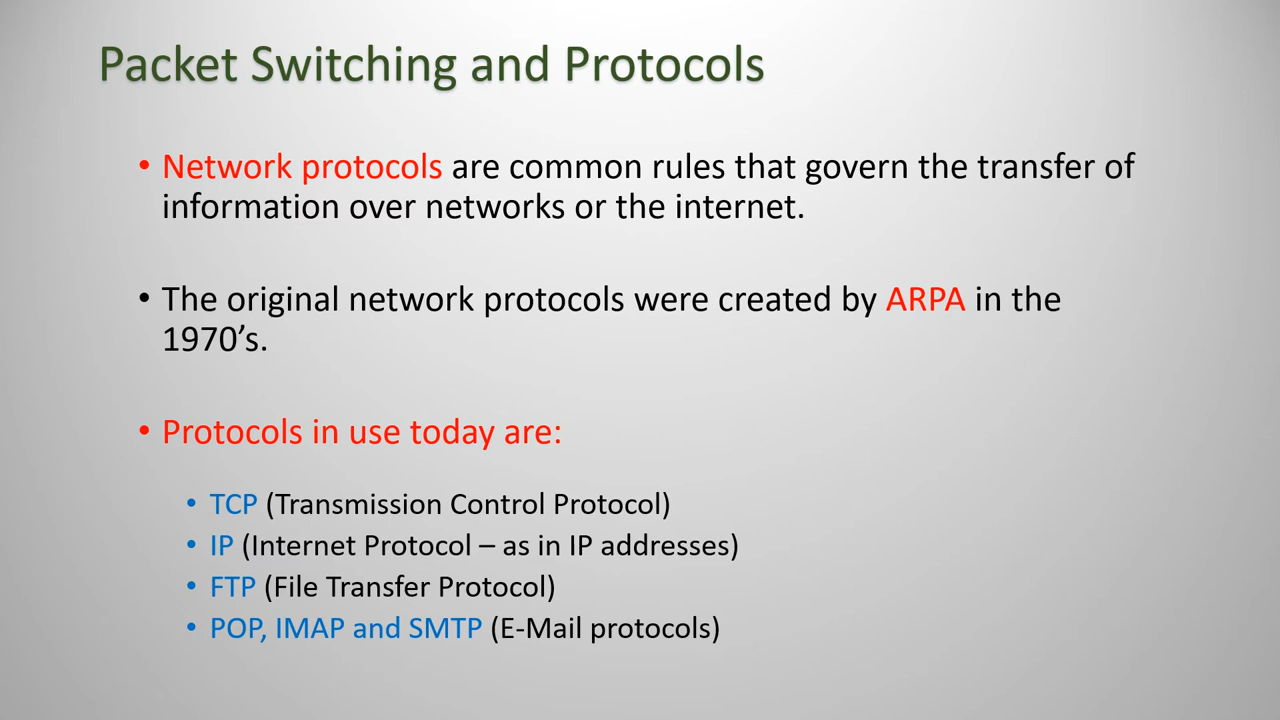 Packet Switching and Protocols
• Network protocols are common rules that govern the transfer of
information over networks or the internet.
• The original network protocols were created by ARPA in the
1970’s.
• Protocols in use today are:
• TCP (Transmission Control Protocol)
• IP (Internet Protocol – as in IP addresses)
• FTP (File Transfer Protocol)
• POP, IMAP and SMTP (E-Mail protocols)